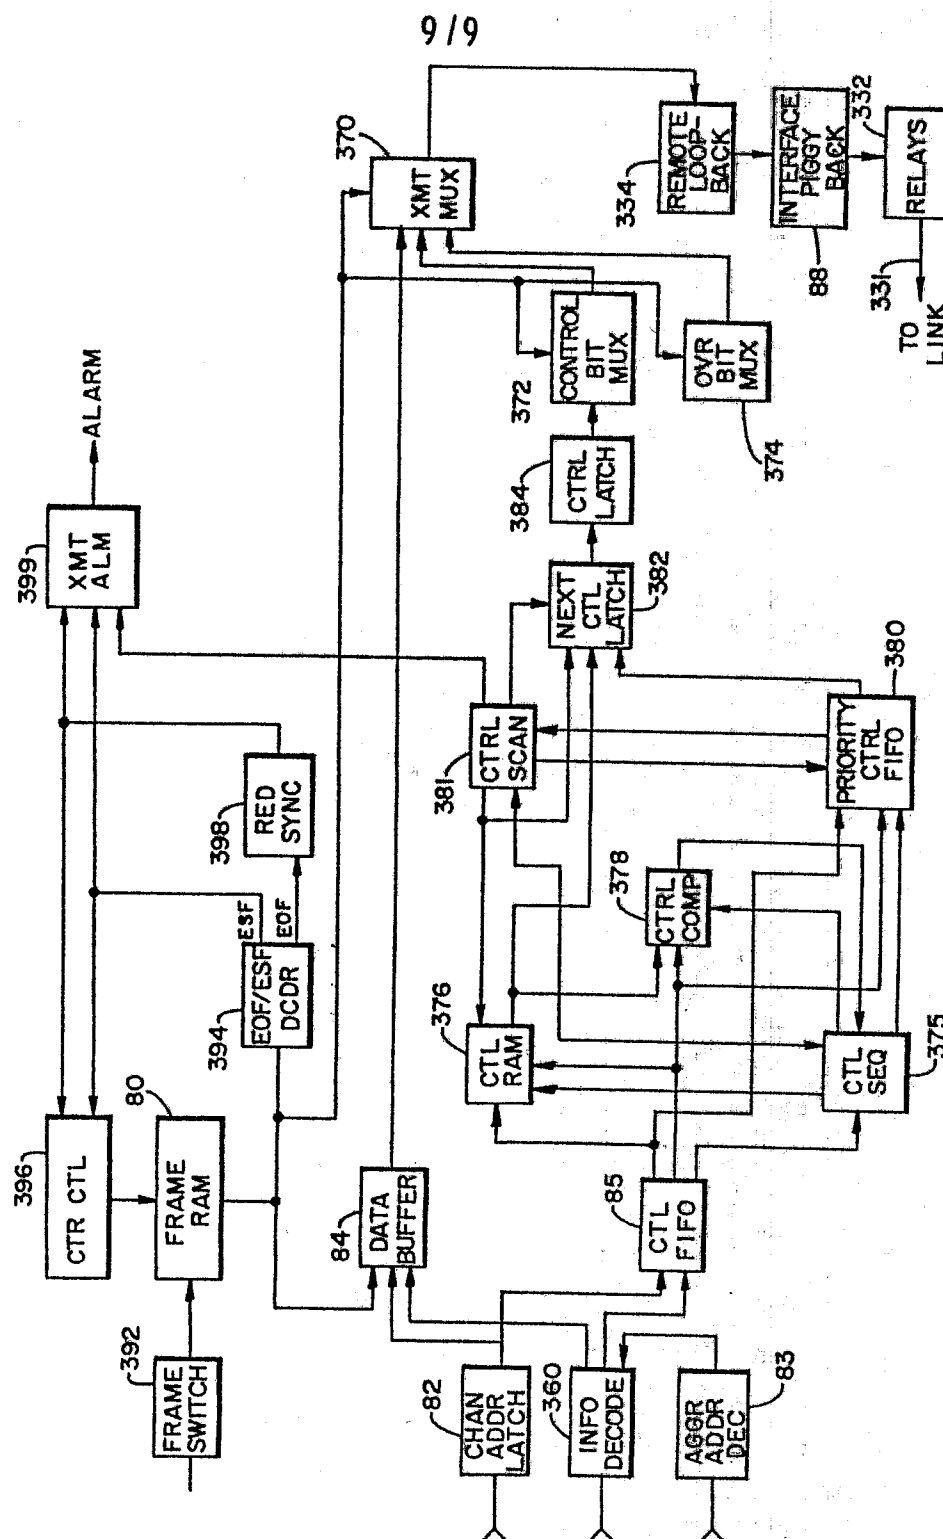 6/6
370
XMT
MUX
334
REMOTE
LOOP-
BACK
INTERFACE
PIGGY
BACK
88
332
RELAYS
331
TO
LINK
ALARM
399
XMT
ALM
372
CONTROL
BIT
MUX
OVR
BIT
MUX
374
384
CTRL
LATCH
NEXT
CTL
LATCH
382
398
RED
SYNC
381
CTRL
SCAN
PRIORITY
CTRL
FIFO
380
ESF
EOF
394
EOF/ESF
DCDR
378
CTRL
COMP
376
CTL
RAM
CTL
SEQ
375
396
CTR CTL
80
FRAME
RAM
84
DATA
BUFFER
85
CTL
FIFO
392
FRAME
SWITCH
82
CHAN
ADDR
LATCH
360
INFO
DECODE
AGGR
ADDR
DEC
83